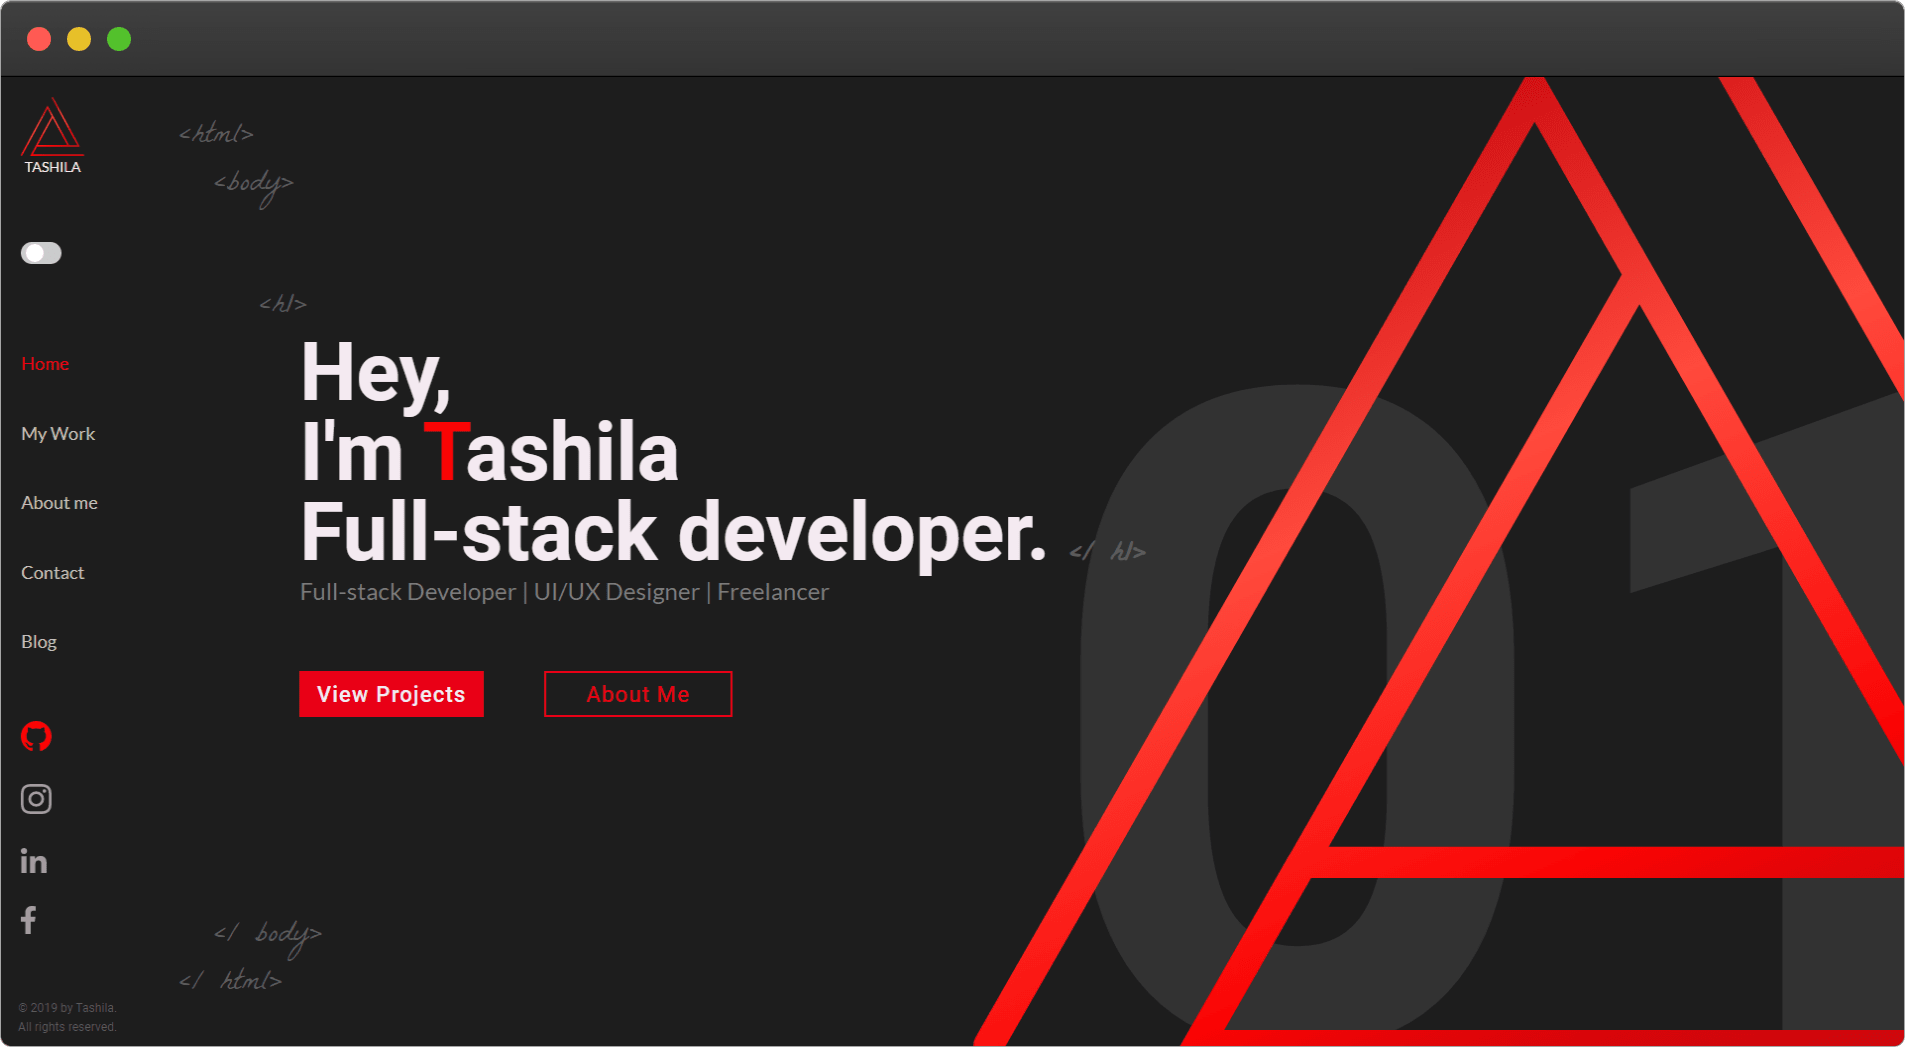 TASHILA
Home
My Work
About me
Contact
Blog
© 2019 by Tashila.
All rights reserved.
<html>
<body>
<h1>
Hey,
I'm Tashila
Full-stack developer.
</ h1>
Full-stack Developer | UI/UX Designer | Freelancer
View Projects
About Me
</ body>
</ html>
01